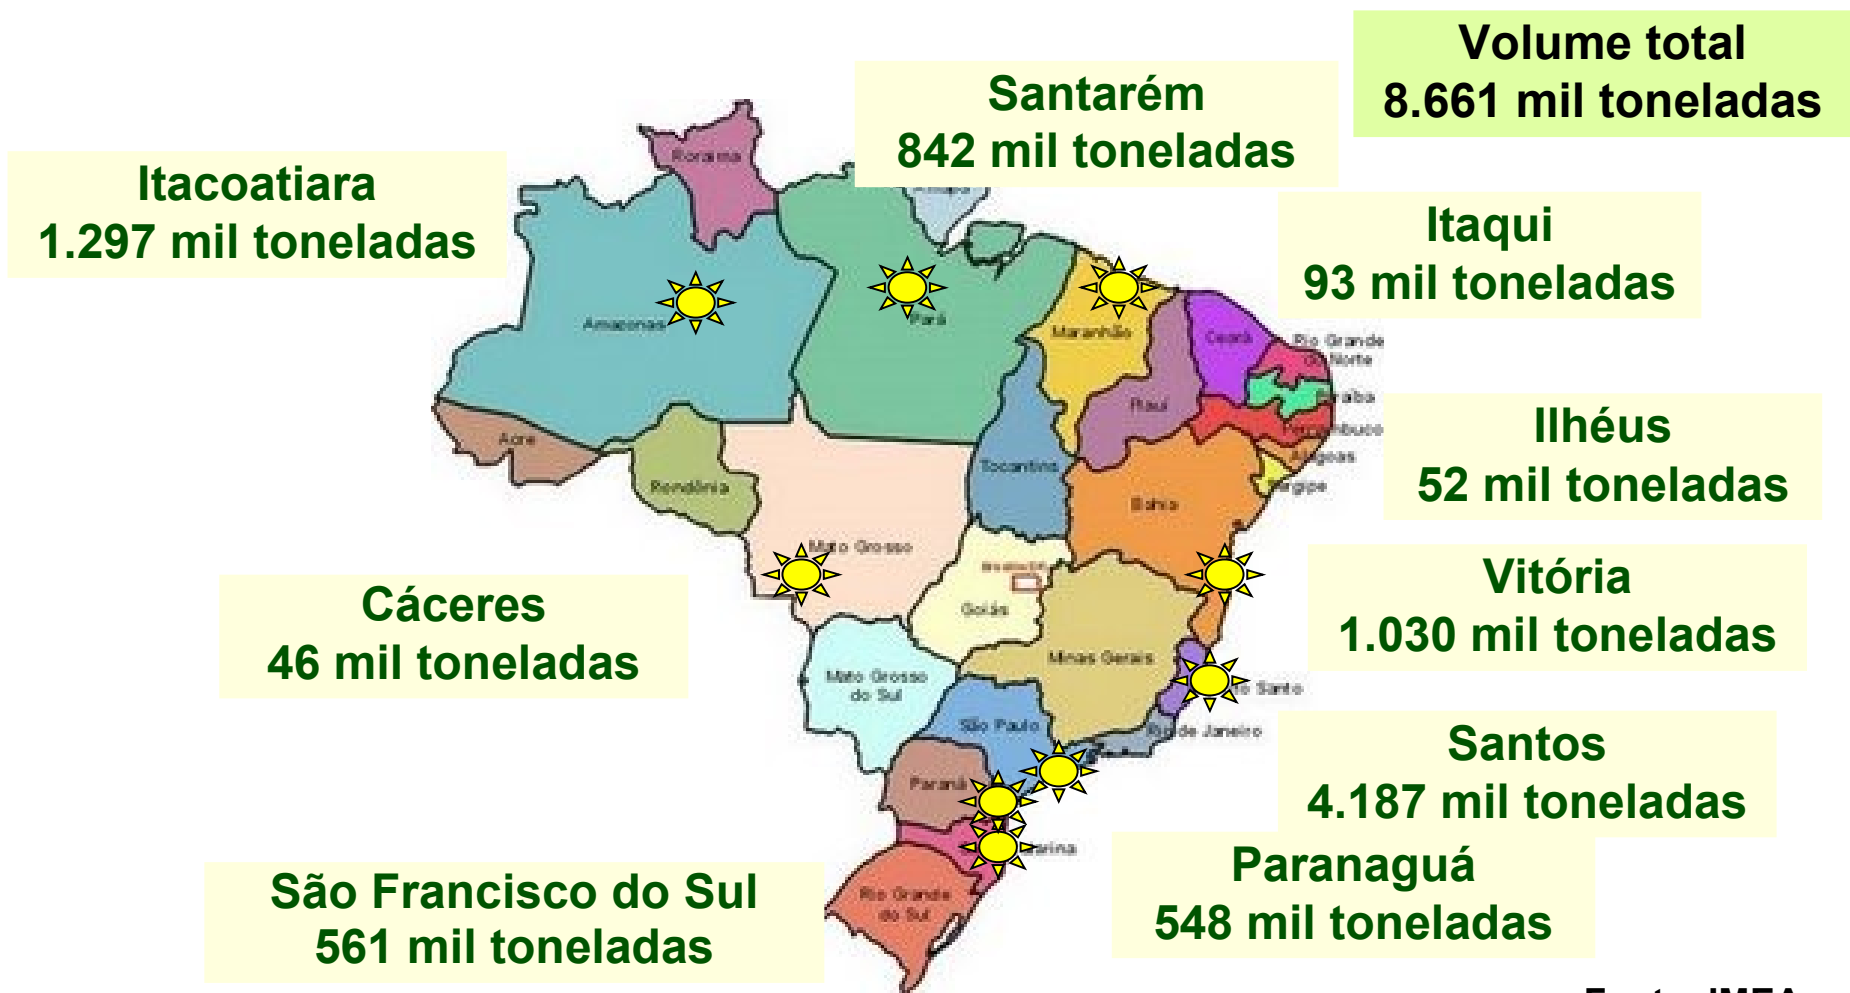 Volume total
8.661 mil toneladas
Santarém
842 mil toneladas
Itacoatiara
1.297 mil toneladas
Itaqui
93 mil toneladas
Ilhéus
52 mil toneladas
Vitória
1.030 mil toneladas
Cáceres
46 mil toneladas
Santos
4.187 mil toneladas
Paranaguá
548 mil toneladas
São Francisco do Sul
561 mil toneladas
Roraima
Amazonas
Pará
Maranhão
Ceará
Rio Grande
do Norte
Piauí
Acre
Rondônia
Tocantins
Bahia
Mato Grosso
Goiás
Minas Gerais
Mato Grosso
do Sul
São Paulo
Rio de Janeiro
Paraná
Rio Grande
do Sul